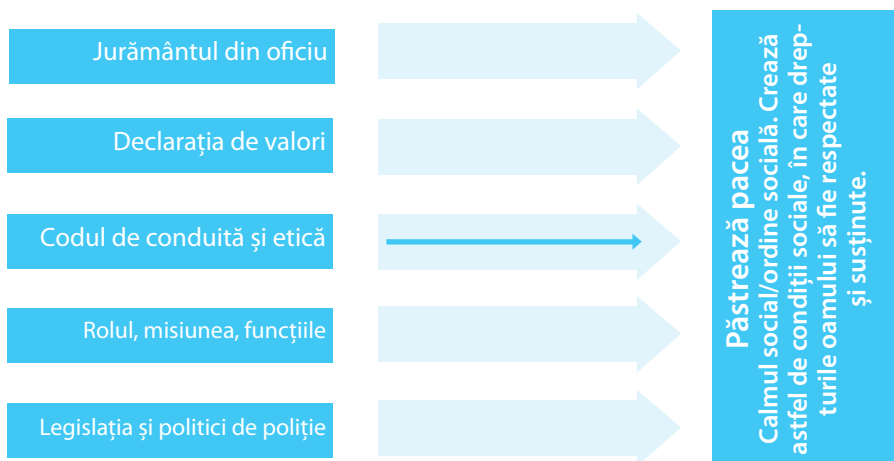 Jurământul din oficiu
Declarația de valori
Codul de conduită și etică
Rolul, misiunea, funcțiile
Legislația și politici de poliție
Păstrează pacea
Calmul social/ordine socială. Crează
astfel de condiții sociale, în care drep-
turile oamului să fie respectate
și susținute.